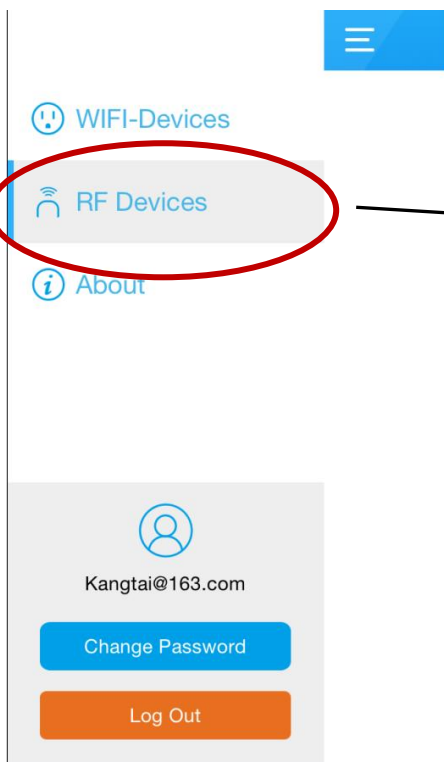 WIFI-Devices
RF Devices
About
Kangtai@163.com
Change Password
Log Out